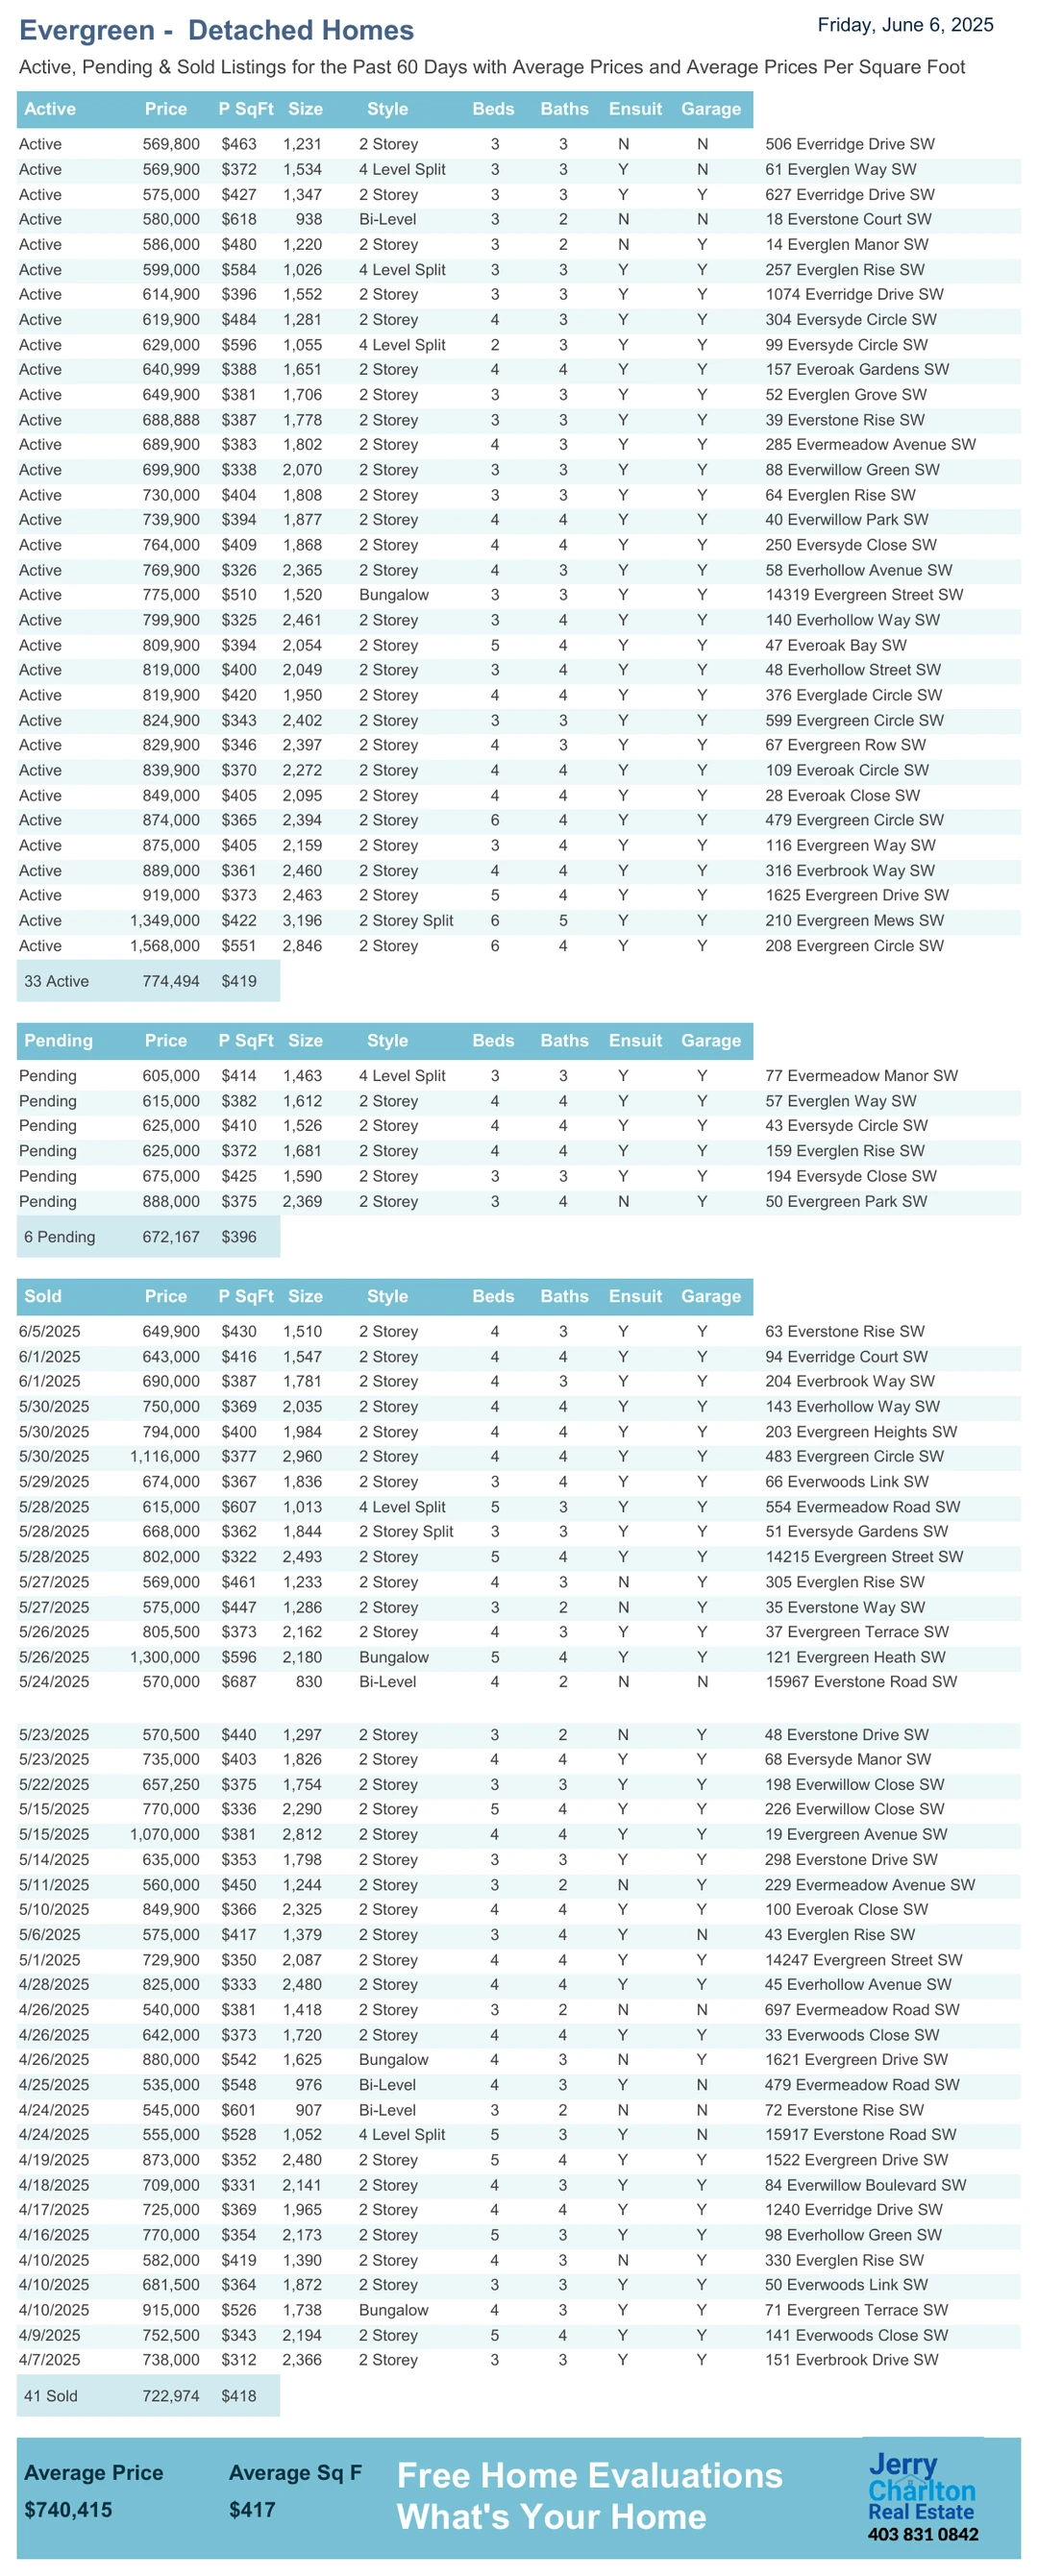 Evergreen - Detached Homes
Friday, June 6, 2025
Active, Pending & Sold Listings for the Past 60 Days with Average Prices and Average Prices Per Square Foot
Active Price P SqFt Size Style Beds Baths Ensuit Garage
Active 569,800 $463 1,231 2 Storey 3 3 N N 506 Everridge Drive SW
Active 569,900 $372 1,534 4 Level Split 3 3 Y N 61 Everglen Way SW
Active 575,000 $427 1,347 2 Storey 3 3 Y Y 627 Everridge Drive SW
Active 580,000 $618 938 Bi-Level 3 2 N N 18 Everstone Court SW
Active 586,000 $480 1,220 2 Storey 3 2 N Y 14 Everglen Manor SW
Active 599,000 $584 1,026 4 Level Split 3 3 Y Y 257 Everglen Rise SW
Active 614,900 $396 1,552 2 Storey 3 3 Y Y 1074 Everridge Drive SW
Active 619,900 $484 1,281 2 Storey 4 3 Y Y 304 Eversyde Circle SW
Active 629,000 $596 1,055 4 Level Split 2 3 Y Y 99 Eversyde Circle SW
Active 640,999 $388 1,651 2 Storey 4 4 Y Y 157 Everoak Gardens SW
Active 649,900 $381 1,706 2 Storey 3 3 Y Y 52 Everglen Grove SW
Active 688,888 $387 1,778 2 Storey 3 3 Y Y 39 Everstone Rise SW
Active 689,900 $383 1,802 2 Storey 4 3 Y Y 285 Evermeadow Avenue SW
Active 699,900 $338 2,070 2 Storey 3 3 Y Y 88 Everwillow Green SW
Active 730,000 $404 1,808 2 Storey 3 3 Y Y 64 Everglen Rise SW
Active 739,900 $394 1,877 2 Storey 4 4 Y Y 40 Everwillow Park SW
Active 764,000 $409 1,868 2 Storey 4 4 Y Y 250 Eversyde Close SW
Active 769,900 $326 2,365 2 Storey 4 3 Y Y 58 Everhollow Avenue SW
Active 775,000 $510 1,520 Bungalow 3 3 Y Y 14319 Evergreen Street SW
Active 799,900 $325 2,461 2 Storey 3 4 Y Y 140 Everhollow Way SW
Active 809,900 $394 2,054 2 Storey 5 4 Y Y 47 Everoak Bay SW
Active 819,000 $400 2,049 2 Storey 3 4 Y Y 48 Everhollow Street SW
Active 819,900 $420 1,950 2 Storey 4 4 Y Y 376 Everglade Circle SW
Active 824,900 $343 2,402 2 Storey 3 3 Y Y 599 Evergreen Circle SW
Active 829,900 $346 2,397 2 Storey 4 3 Y Y 67 Evergreen Row SW
Active 839,900 $370 2,272 2 Storey 4 4 Y Y 109 Everoak Circle SW
Active 849,000 $405 2,095 2 Storey 4 4 Y Y 28 Everoak Close SW
Active 874,000 $365 2,394 2 Storey 6 4 Y Y 479 Evergreen Circle SW
Active 875,000 $405 2,159 2 Storey 3 4 Y Y 116 Evergreen Way SW
Active 889,000 $361 2,460 2 Storey 4 4 Y Y 316 Everbrook Way SW
Active 919,000 $373 2,463 2 Storey 5 4 Y Y 1625 Evergreen Drive SW
Active 1,349,000 $422 3,196 2 Storey Split 6 5 Y Y 210 Evergreen Mews SW
Active 1,568,000 $551 2,846 2 Storey 6 4 Y Y 208 Evergreen Circle SW
33 Active 774,494 $419
Pending Price P SqFt Size Style Beds Baths Ensuit Garage
Pending 605,000 $414 1,463 4 Level Split 3 3 Y Y 77 Evermeadow Manor SW
Pending 615,000 $382 1,612 2 Storey 4 4 Y Y 57 Everglen Way SW
Pending 625,000 $410 1,526 2 Storey 4 4 Y Y 43 Eversyde Circle SW
Pending 625,000 $372 1,681 2 Storey 4 4 Y Y 159 Everglen Rise SW
Pending 675,000 $425 1,590 2 Storey 3 3 Y Y 194 Eversyde Close SW
Pending 888,000 $375 2,369 2 Storey 3 4 N Y 50 Evergreen Park SW
6 Pending 672,167 $396
Sold Price P SqFt Size Style Beds Baths Ensuit Garage
6/5/2025 649,900 $430 1,510 2 Storey 4 3 Y Y 63 Everstone Rise SW
6/1/2025 643,000 $416 1,547 2 Storey 4 4 Y Y 94 Everridge Court SW
6/1/2025 690,000 $387 1,781 2 Storey 4 3 Y Y 204 Everbrook Way SW
5/30/2025 750,000 $369 2,035 2 Storey 4 4 Y Y 143 Everhollow Way SW
5/30/2025 794,000 $400 1,984 2 Storey 4 4 Y Y 203 Evergreen Heights SW
5/30/2025 1,116,000 $377 2,960 2 Storey 4 4 Y Y 483 Evergreen Circle SW
5/29/2025 674,000 $367 1,836 2 Storey 3 4 Y Y 66 Everwoods Link SW
5/28/2025 615,000 $607 1,013 4 Level Split 5 3 Y Y 554 Evermeadow Road SW
5/28/2025 668,000 $362 1,844 2 Storey Split 3 3 Y Y 51 Eversyde Gardens SW
5/28/2025 802,000 $322 2,493 2 Storey 5 4 Y Y 14215 Evergreen Street SW
5/27/2025 569,000 $461 1,233 2 Storey 4 3 N Y 305 Everglen Rise SW
5/27/2025 575,000 $447 1,286 2 Storey 3 2 N Y 35 Everstone Way SW
5/26/2025 805,500 $373 2,162 2 Storey 4 3 Y Y 37 Evergreen Terrace SW
5/26/2025 1,300,000 $596 2,180 Bungalow 5 4 Y Y 121 Evergreen Heath SW
5/24/2025 570,000 $687 830 Bi-Level 4 2 N N 15967 Everstone Road SW
5/23/2025 570,500 $440 1,297 2 Storey 3 2 N Y 48 Everstone Drive SW
5/23/2025 735,000 $403 1,826 2 Storey 4 4 Y Y 68 Eversyde Manor SW
5/22/2025 657,250 $375 1,754 2 Storey 3 3 Y Y 198 Everwillow Close SW
5/15/2025 770,000 $336 2,290 2 Storey 5 4 Y Y 226 Everwillow Close SW
5/15/2025 1,070,000 $381 2,812 2 Storey 4 4 Y Y 19 Evergreen Avenue SW
5/14/2025 635,000 $353 1,798 2 Storey 3 3 Y Y 298 Everstone Drive SW
5/11/2025 560,000 $450 1,244 2 Storey 3 2 N Y 229 Evermeadow Avenue SW
5/10/2025 849,900 $366 2,325 2 Storey 4 4 Y Y 100 Everoak Close SW
5/6/2025 575,000 $417 1,379 2 Storey 3 4 Y N 43 Everglen Rise SW
5/1/2025 729,900 $350 2,087 2 Storey 4 4 Y Y 14247 Evergreen Street SW
4/28/2025 825,000 $333 2,480 2 Storey 4 4 Y Y 45 Everhollow Avenue SW
4/26/2025 540,000 $381 1,418 2 Storey 3 2 N N 697 Evermeadow Road SW
4/26/2025 642,000 $373 1,720 2 Storey 4 4 Y Y 33 Everwoods Close SW
4/26/2025 880,000 $542 1,625 Bungalow 4 3 N Y 1621 Evergreen Drive SW
4/25/2025 535,000 $548 976 Bi-Level 4 3 Y N 479 Evermeadow Road SW
4/24/2025 545,000 $601 907 Bi-Level 3 2 N N 72 Everstone Rise SW
4/24/2025 555,000 $528 1,052 4 Level Split 5 3 Y N 15917 Everstone Road SW
4/19/2025 873,000 $352 2,480 2 Storey 5 4 Y Y 1522 Evergreen Drive SW
4/18/2025 709,000 $331 2,141 2 Storey 4 3 Y Y 84 Everwillow Boulevard SW
4/17/2025 725,000 $369 1,965 2 Storey 4 4 Y Y 1240 Everridge Drive SW
4/16/2025 770,000 $354 2,173 2 Storey 5 3 Y Y 98 Everhollow Green SW
4/10/2025 582,000 $419 1,390 2 Storey 4 3 N Y 330 Everglen Rise SW
4/10/2025 681,500 $364 1,872 2 Storey 3 3 Y Y 50 Everwoods Link SW
4/10/2025 915,000 $526 1,738 Bungalow 4 3 Y Y 71 Evergreen Terrace SW
4/9/2025 752,500 $343 2,194 2 Storey 5 4 Y Y 141 Everwoods Close SW
4/7/2025 738,000 $312 2,366 2 Storey 3 3 Y Y 151 Everbrook Drive SW
41 Sold 722,974 $418
Average Price Average Sq F
$740,415 $417
Free Home Evaluations
What's Your Home
Jerry
Charlton
Real Estate
403 831 0842